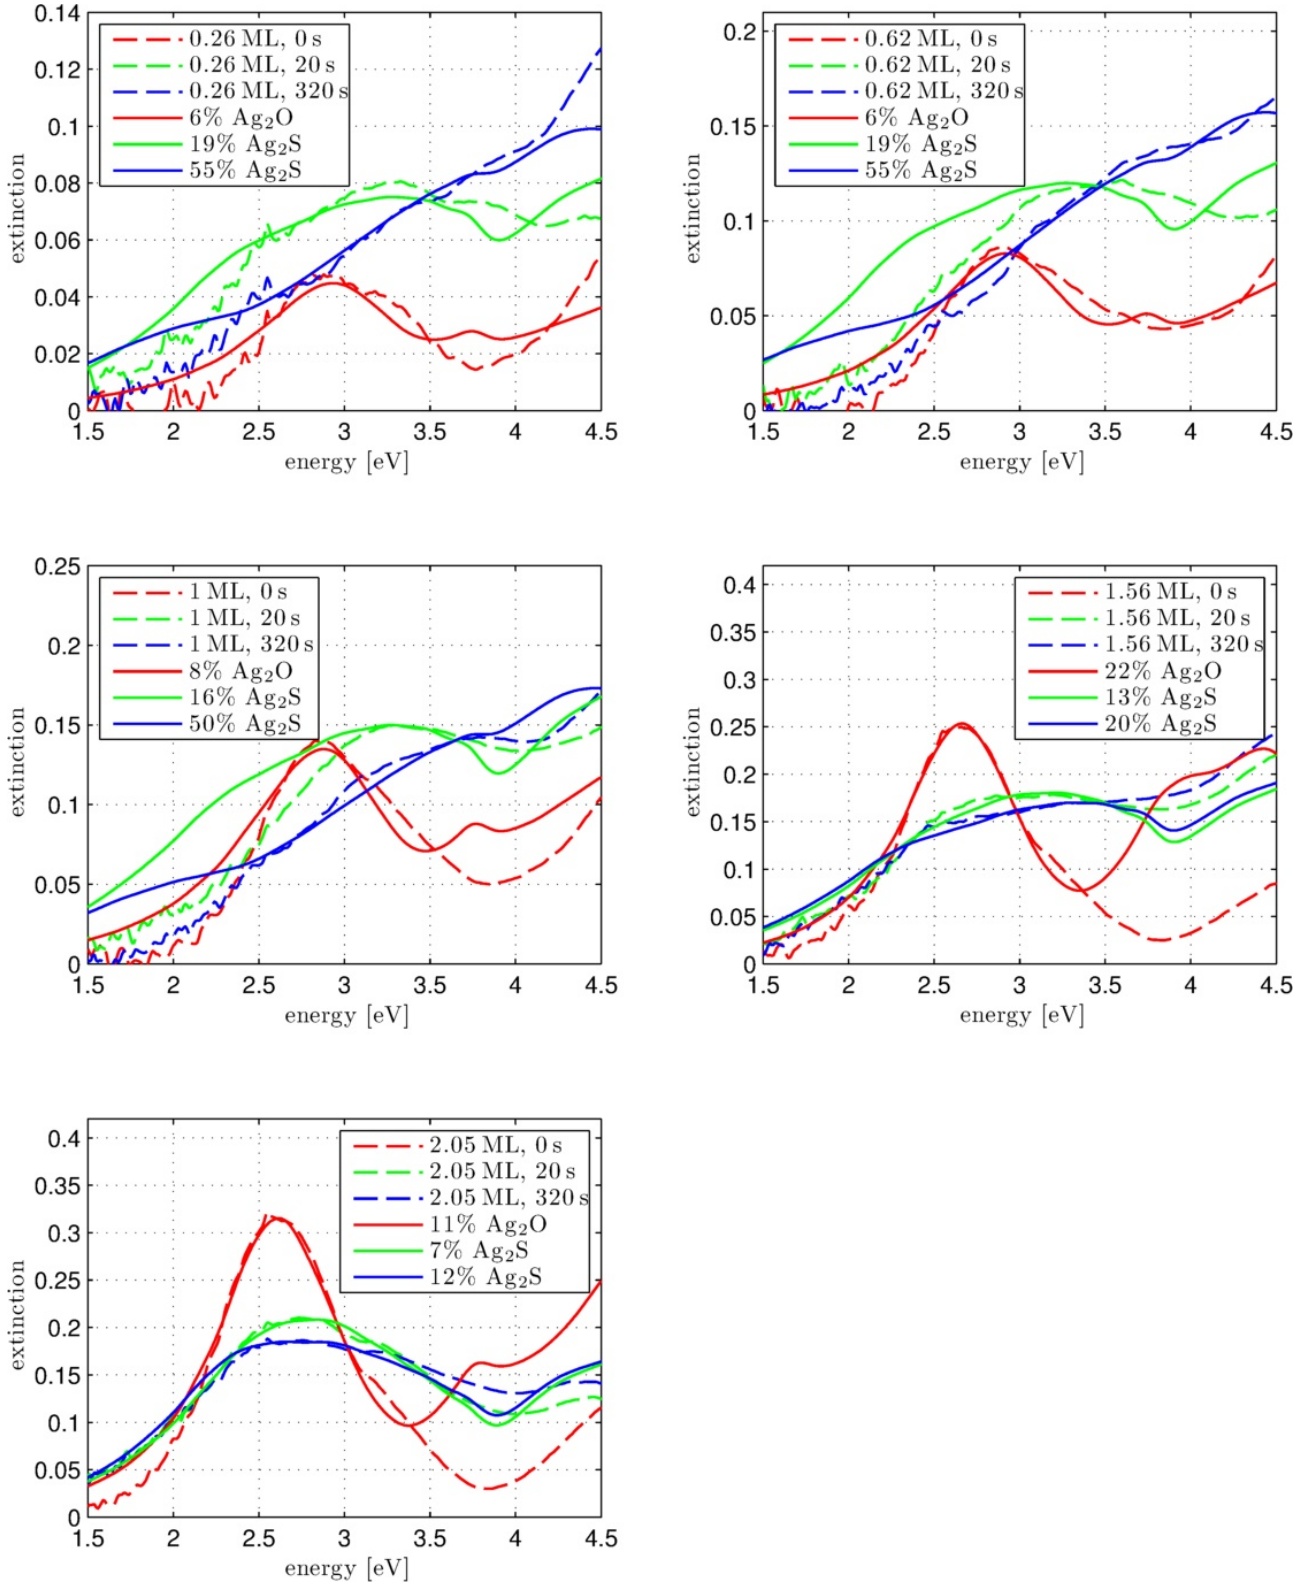 0.14
0.12
0.1
0.08
0.06
0.04
0.02
0
extinction
0.26 ML, 0 s
0.26 ML, 20 s
0.26 ML, 320 s
6% Ag₂O
19% Ag₂S
55% Ag₂S
1.5 2 2.5 3 3.5 4 4.5
energy [eV]
0.2
0.15
0.1
0.05
0
extinction
0.62 ML, 0 s
0.62 ML, 20 s
0.62 ML, 320 s
6% Ag₂O
19% Ag₂S
55% Ag₂S
1.5 2 2.5 3 3.5 4 4.5
energy [eV]
0.25
0.2
0.15
0.1
0.05
0
extinction
1 ML, 0 s
1 ML, 20 s
1 ML, 320 s
8% Ag₂O
16% Ag₂S
50% Ag₂S
1.5 2 2.5 3 3.5 4 4.5
energy [eV]
0.4
0.35
0.3
0.25
0.2
0.15
0.1
0.05
0
extinction
1.56 ML, 0 s
1.56 ML, 20 s
1.56 ML, 320 s
22% Ag₂O
13% Ag₂S
20% Ag₂S
1.5 2 2.5 3 3.5 4 4.5
energy [eV]
0.4
0.35
0.3
0.25
0.2
0.15
0.1
0.05
0
extinction
2.05 ML, 0 s
2.05 ML, 20 s
2.05 ML, 320 s
11% Ag₂O
7% Ag₂S
12% Ag₂S
1.5 2 2.5 3 3.5 4 4.5
energy [eV]